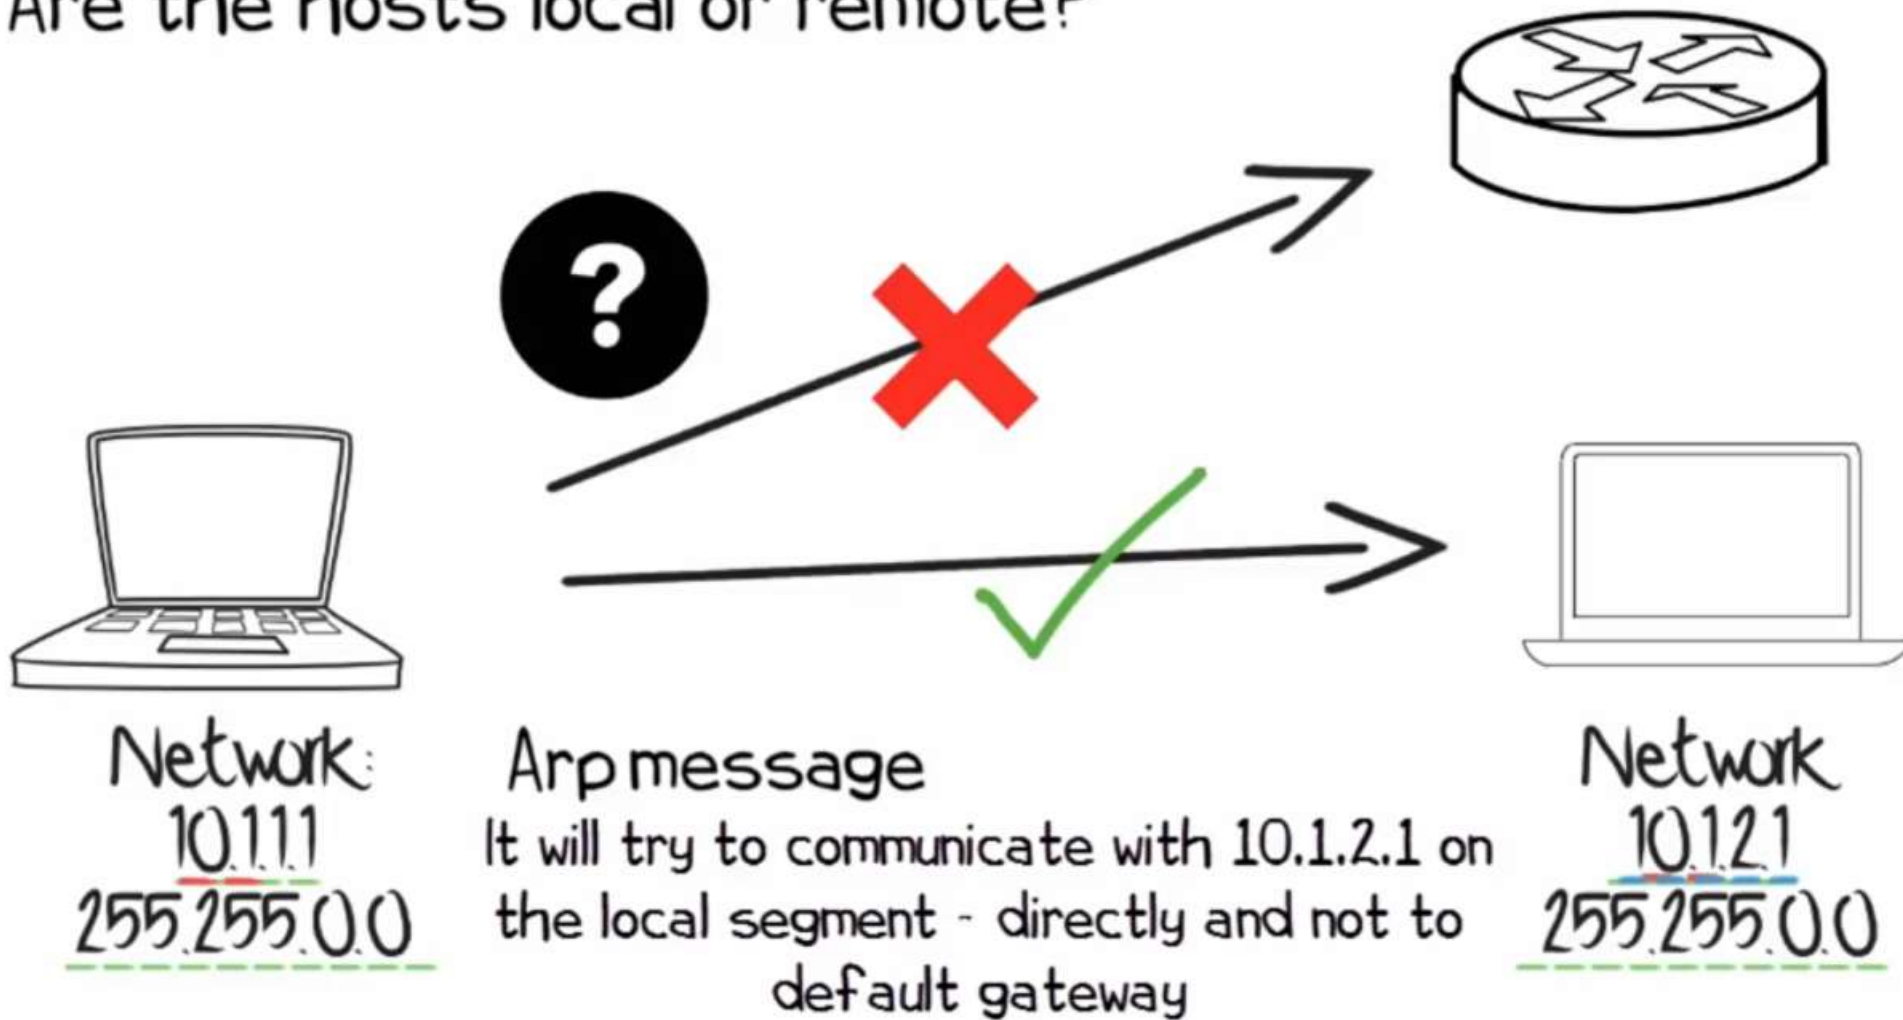 Are the hosts local or remote?
?
Network:
10.1.1.1
255.255.0.0
Arp message
It will try to communicate with 10.1.2.1 on
the local segment - directly and not to
default gateway
Network
10.1.2.1
255.255.0.0